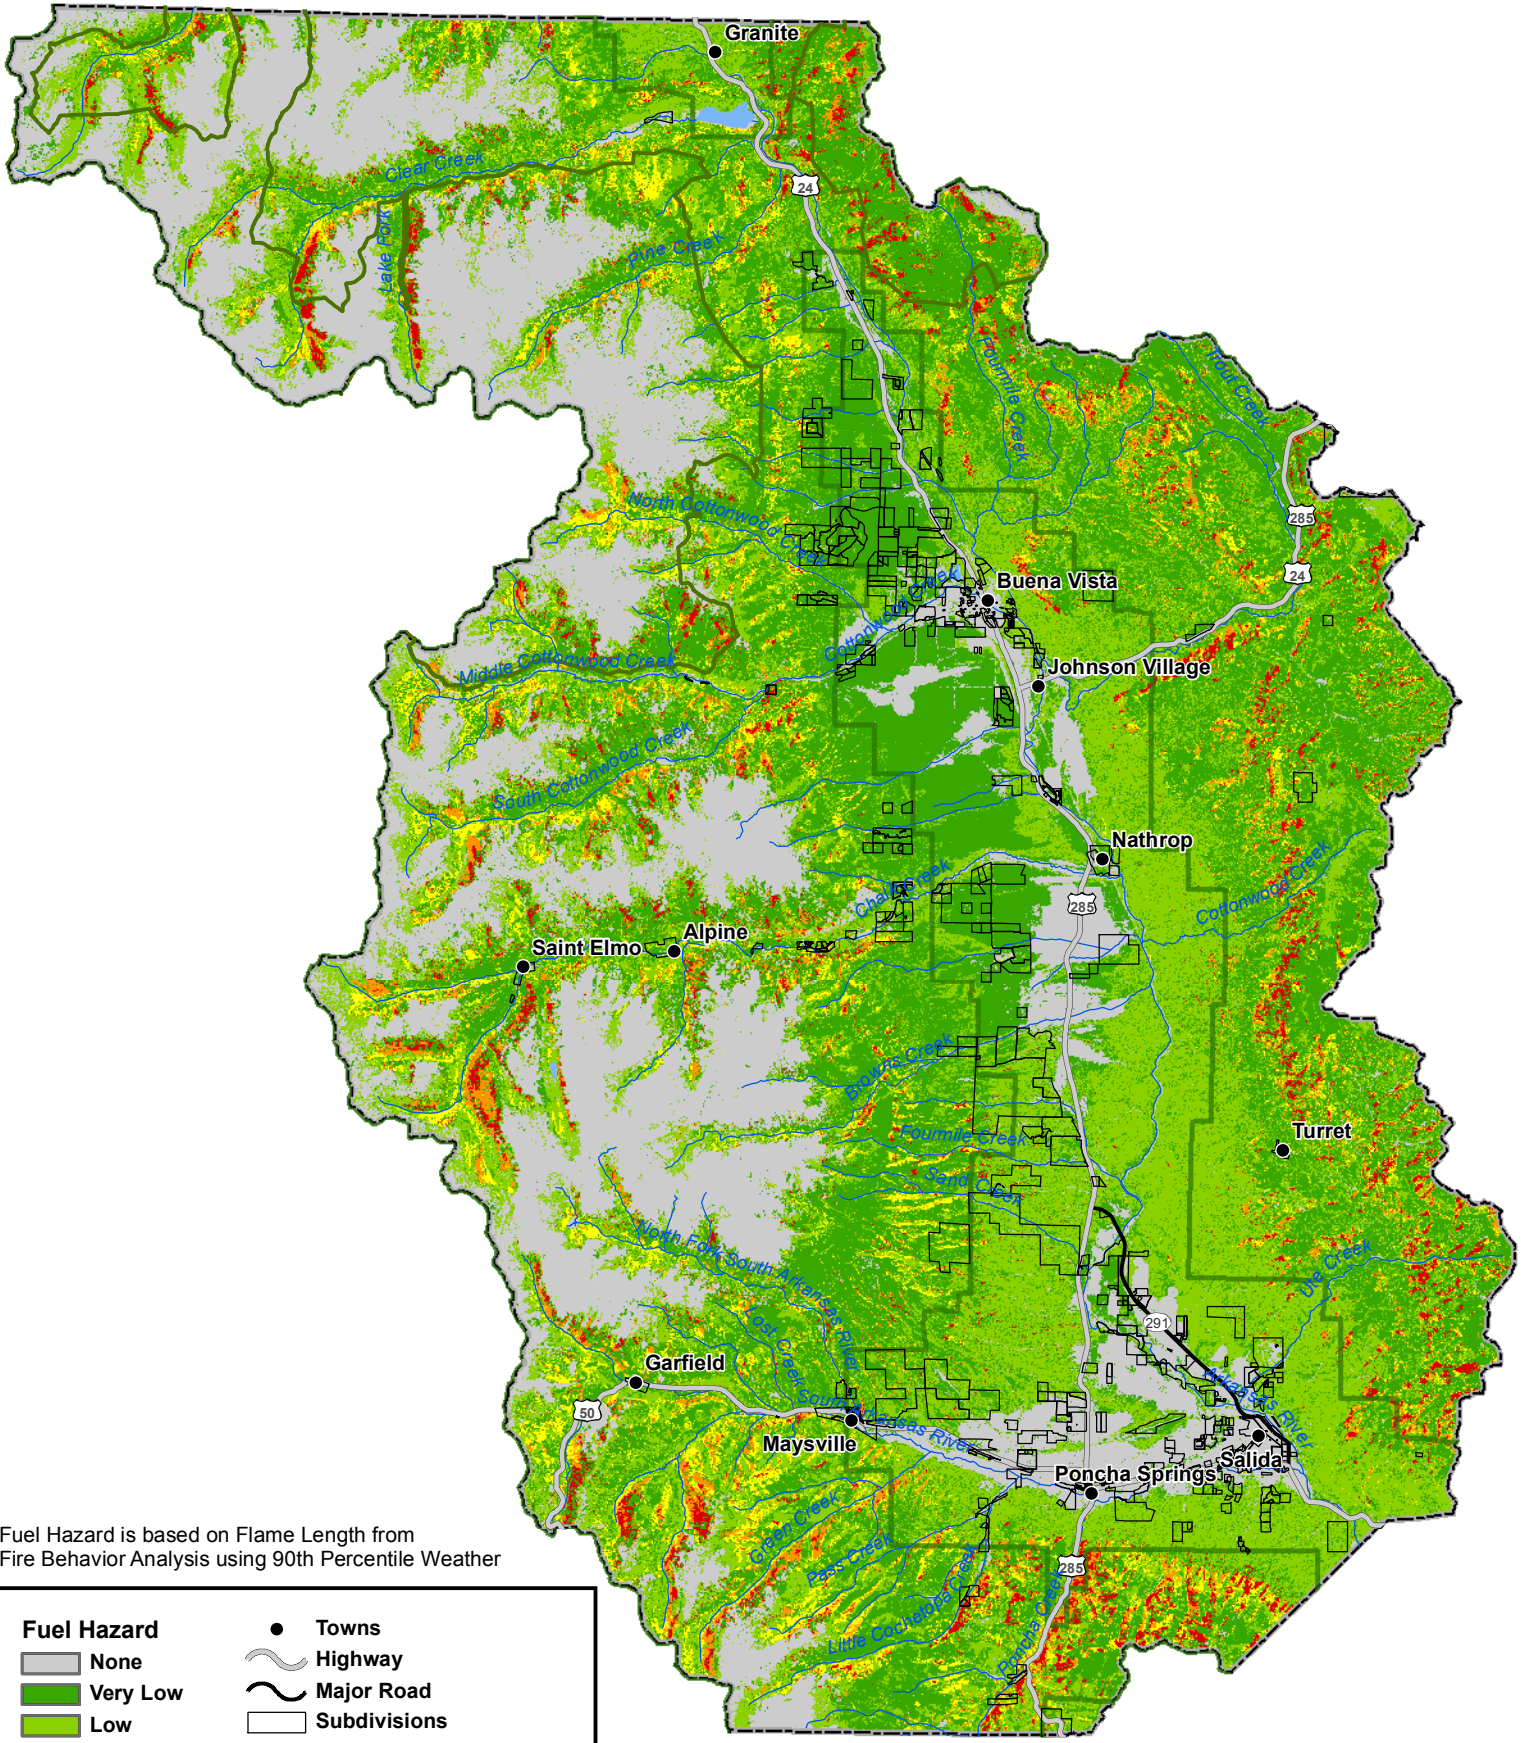 Granite
Clear Creek
24
Lake Fork
Pine Creek
Fourmile Creek
Trout Creek
North Cottonwood Creek
285
24
Buena Vista
Cottonwood Creek
Johnson Village
Middle Cottonwood Creek
South Cottonwood Creek
Nathrop
Cottonwood Creek
Chalk Creek
285
Alpine
Saint Elmo
Browns Creek
Fourmile Creek
Turret
Sand Creek
North Fork South Arkansas River
Ute Creek
Lost Creek
291
Garfield
50
South Arkansas River
Arkansas River
Maysville
Salida
Poncha Springs
Green Creek
Pass Creek
285
Little Cochetopa Creek
Poncha Creek
Fuel Hazard is based on Flame Length from
Fire Behavior Analysis using 90th Percentile Weather
Fuel Hazard
None
Very Low
Low
Towns
Highway
Major Road
Subdivisions